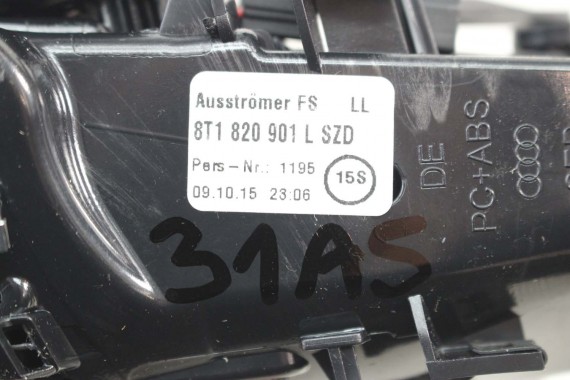 Ausströmer FS LL
8T1 820 901 L SZD
Pers-Nr.: 1195
15S
09.10.15 23:06
31AS
DE
PC+ABS